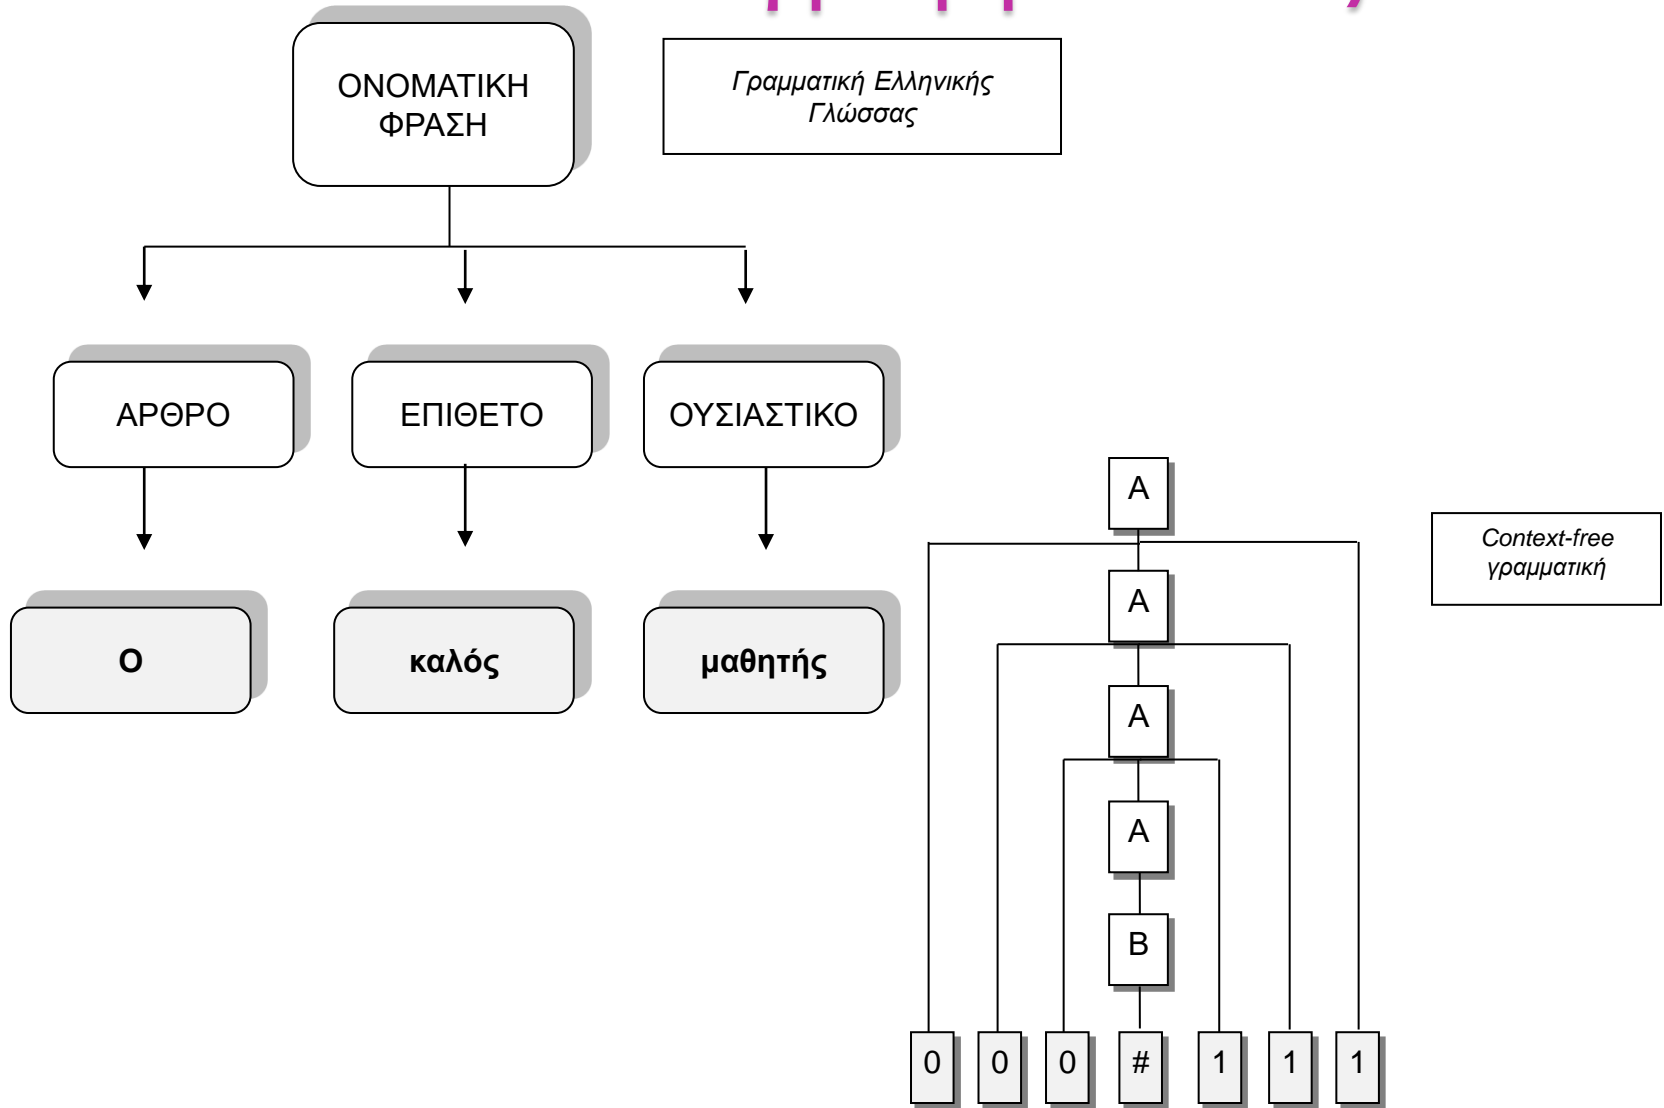 ΟΝΟΜΑΤΙΚΗ
ΦΡΑΣΗ
Γραμματική Ελληνικής
Γλώσσας
ΑΡΘΡΟ
ΕΠΙΘΕΤΟ
ΟΥΣΙΑΣΤΙΚΟ
Ο
καλός
μαθητής
Α
Context-free
γραμματική
Α
Α
Α
Β
0 0 0 # 1 1 1